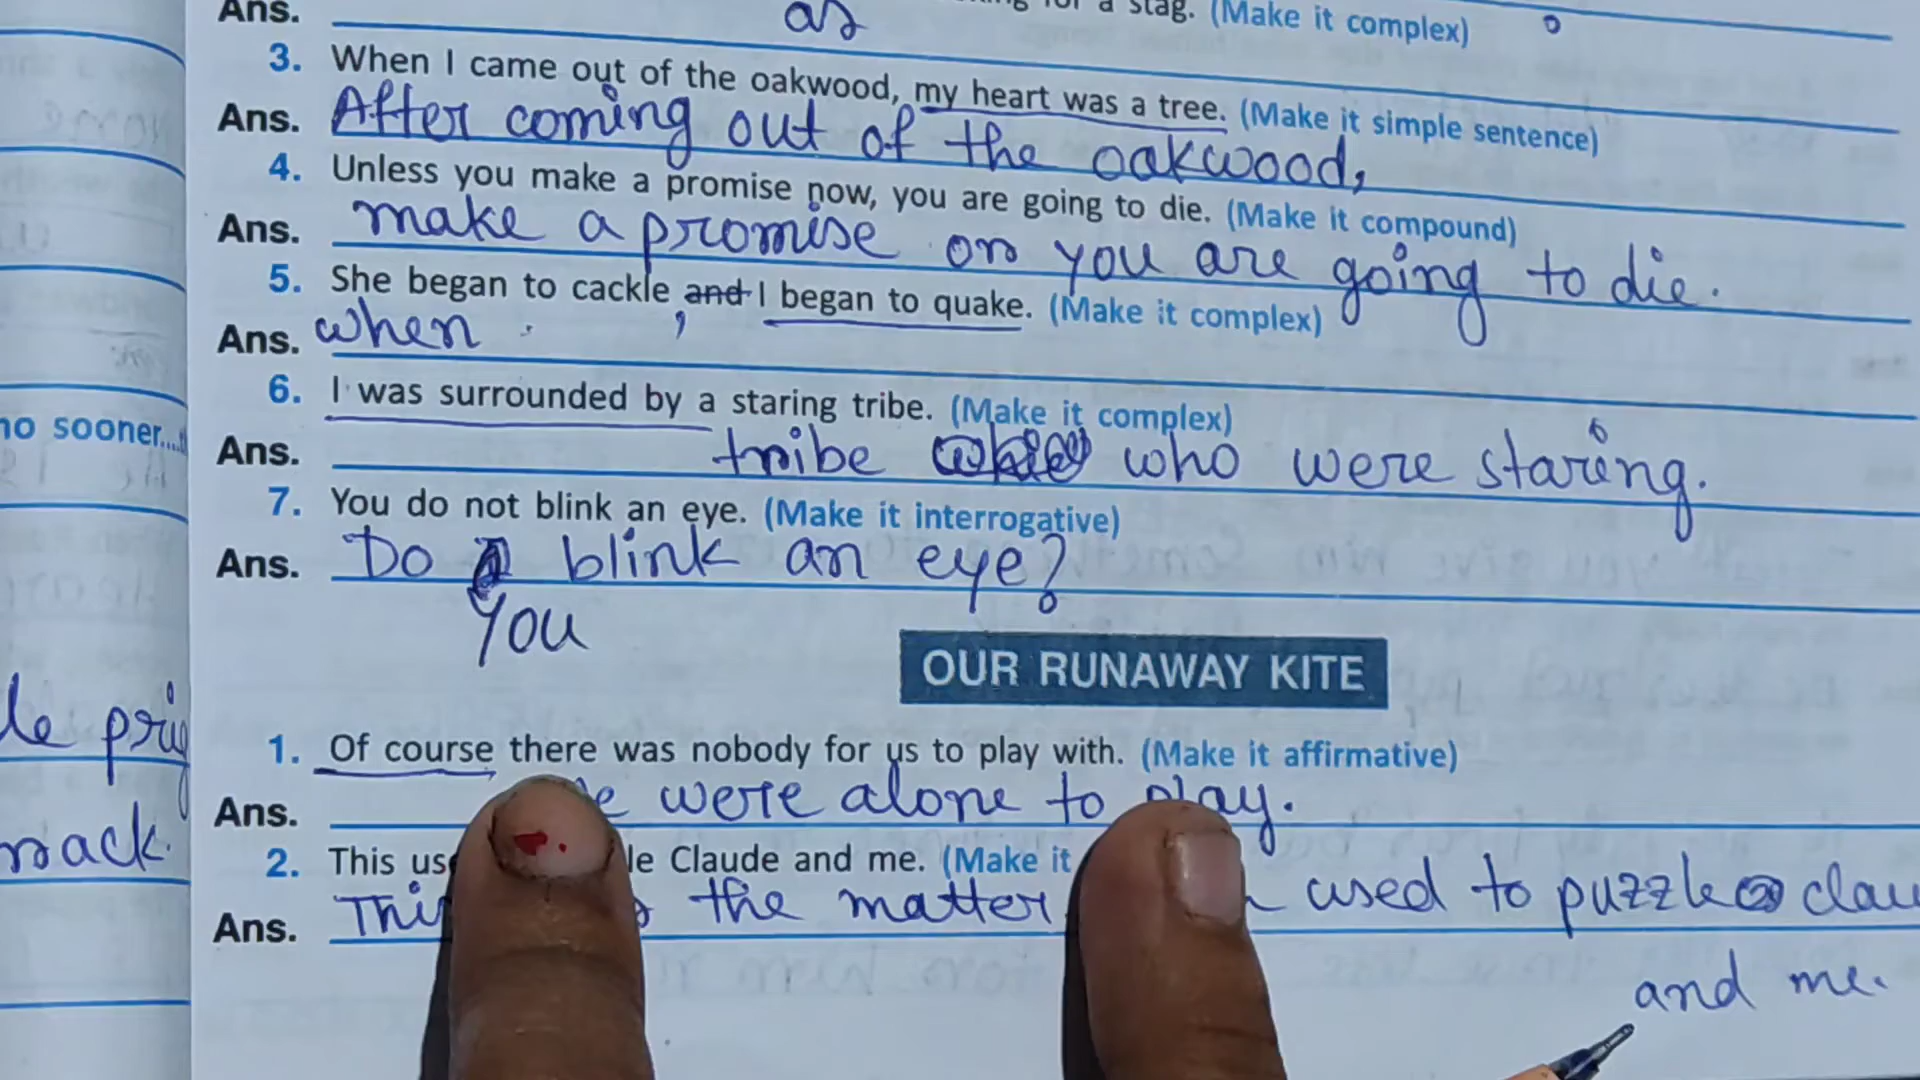 Ans.
for a stag. (Make it complex)
as
3. When I came out of the oakwood, my heart was a tree. (Make it simple sentence)
Ans. After coming out of the oakwood,
4. Unless you make a promise now, you are going to die. (Make it compound)
Ans. make a promise or you are going to die.
5. She began to cackle and I began to quake. (Make it complex)
Ans. when ,
6. I was surrounded by a staring tribe. (Make it complex)
no sooner....
Ans. tribe who were staring.
7. You do not blink an eye. (Make it interrogative)
Ans. Do blink an eye?
You
OUR RUNAWAY KITE
1. Of course there was nobody for us to play with. (Make it affirmative)
Ans. were alone to play.
2. This Claude and me. (Make it
Ans. the matter used to puzzle clau
and me.